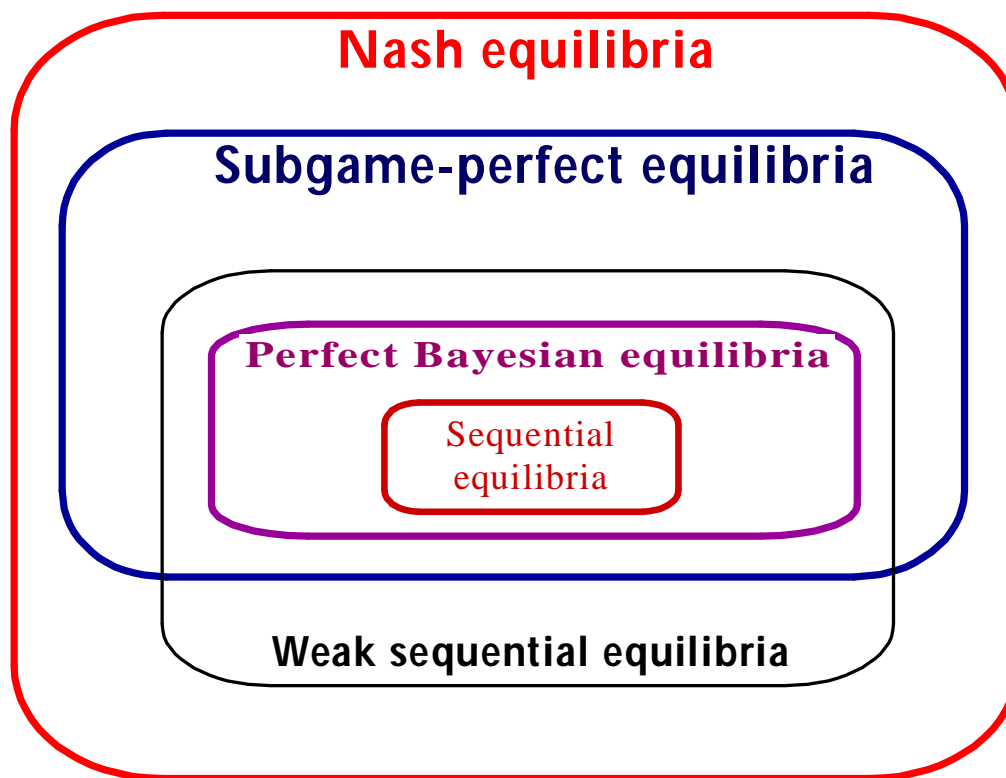 Nash equilibria
Subgame-perfect equilibria
Perfect Bayesian equilibria
Sequential
equilibria
Weak sequential equilibria